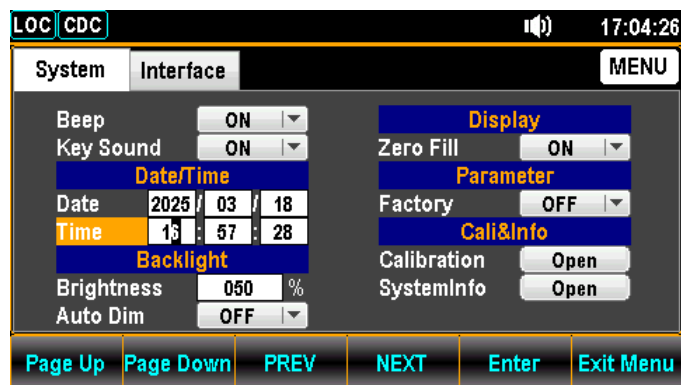 LOC CDC 17:04:26
System Interface MENU
Beep ON
Key Sound ON
Date/Time
Date 2025 / 03 / 18
Time 16 : 57 : 28
Backlight
Brightness 050 %
Auto Dim OFF
Display
Zero Fill ON
Parameter
Factory OFF
Cali&Info
Calibration Open
SystemInfo Open
Page Up Page Down PREV NEXT Enter Exit Menu